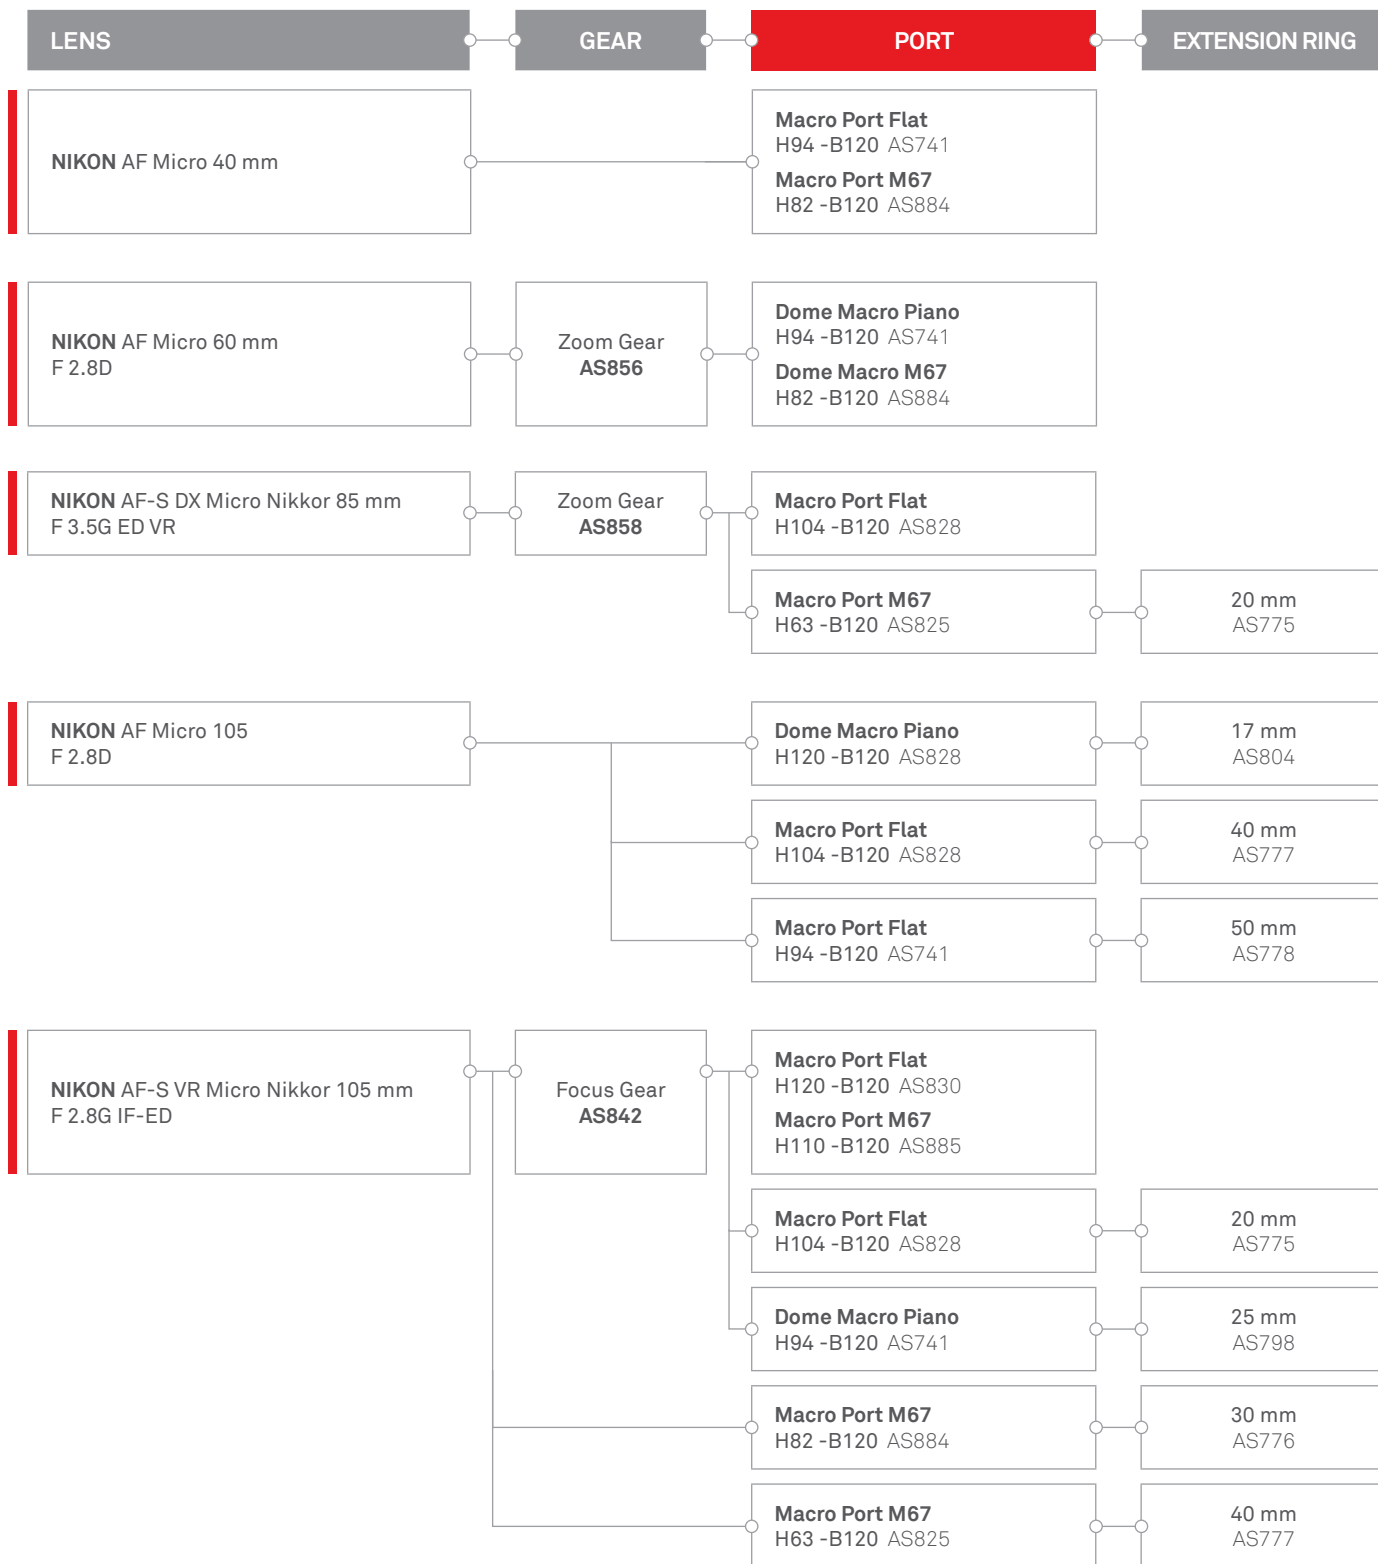 LENS
GEAR
PORT
EXTENSION RING
NIKON AF Micro 40 mm
Macro Port Flat
H94 -B120 AS741
Macro Port M67
H82 -B120 AS884
NIKON AF Micro 60 mm
F 2.8D
Zoom Gear
AS856
Dome Macro Piano
H94 -B120 AS741
Dome Macro M67
H82 -B120 AS884
NIKON AF-S DX Micro Nikkor 85 mm
F 3.5G ED VR
Zoom Gear
AS858
Macro Port Flat
H104 -B120 AS828
Macro Port M67
H63 -B120 AS825
20 mm
AS775
NIKON AF Micro 105
F 2.8D
Dome Macro Piano
H120 -B120 AS828
17 mm
AS804
Macro Port Flat
H104 -B120 AS828
40 mm
AS777
Macro Port Flat
H94 -B120 AS741
50 mm
AS778
NIKON AF-S VR Micro Nikkor 105 mm
F 2.8G IF-ED
Focus Gear
AS842
Macro Port Flat
H120 -B120 AS830
Macro Port M67
H110 -B120 AS885
Macro Port Flat
H104 -B120 AS828
20 mm
AS775
Dome Macro Piano
H94 -B120 AS741
25 mm
AS798
Macro Port M67
H82 -B120 AS884
30 mm
AS776
Macro Port M67
H63 -B120 AS825
40 mm
AS777